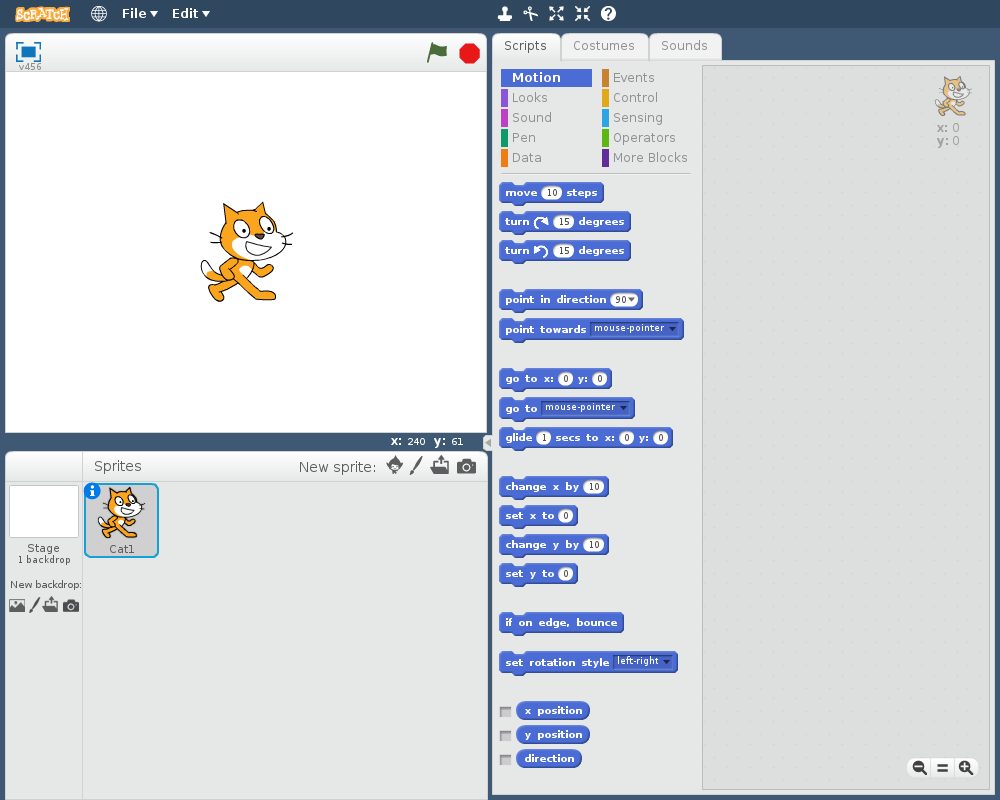 SCRATCH File Edit
v456
Scripts Costumes Sounds
Motion Events
Looks Control
Sound Sensing
Pen Operators
Data More Blocks
move 10 steps
turn 15 degrees
turn 15 degrees
point in direction 90
point towards mouse-pointer
go to x: 0 y: 0
go to mouse-pointer
glide 1 secs to x: 0 y: 0
change x by 10
set x to 0
change y by 10
set y to 0
if on edge, bounce
set rotation style left-right
x position
y position
direction
x: 0
y: 0
x: 240 y: 61
Sprites New sprite:
Stage
1 backdrop
New backdrop:
Cat1